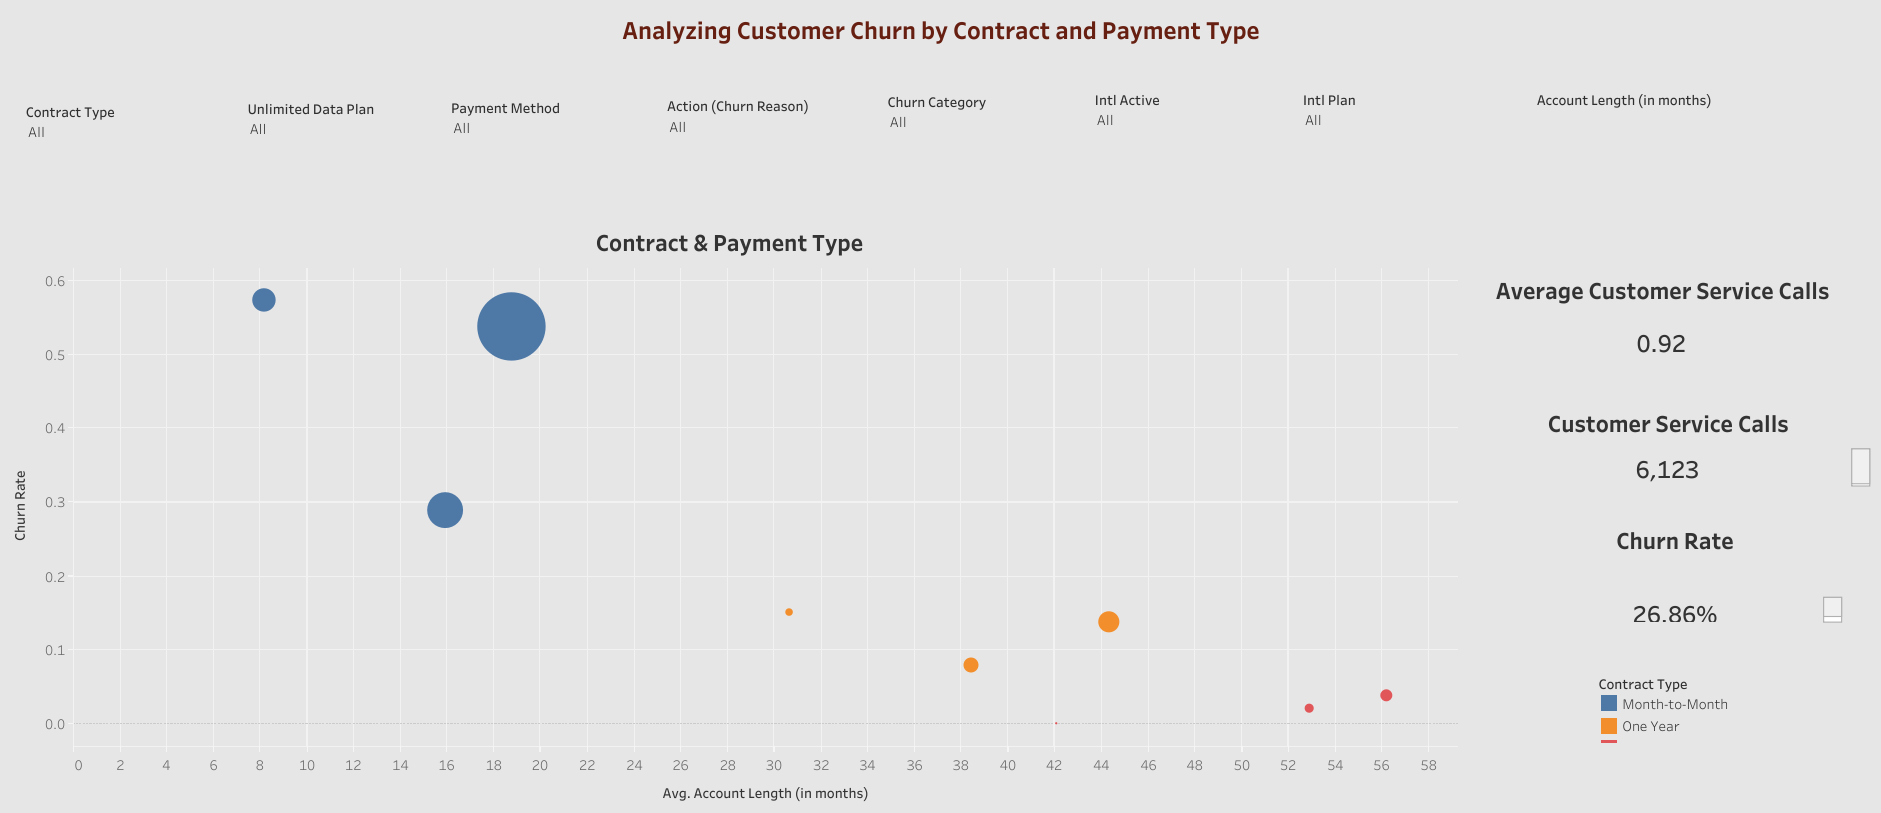 Analyzing Customer Churn by Contract and Payment Type
Contract Type
All
Unlimited Data Plan
All
Payment Method
All
Action (Churn Reason)
All
Churn Category
All
Intl Active
All
Intl Plan
All
Account Length (in months)
Contract & Payment Type
Churn Rate
0.6
0.5
0.4
0.3
0.2
0.1
0.0
0 2 4 6 8 10 12 14 16 18 20 22 24 26 28 30 32 34 36 38 40 42 44 46 48 50 52 54 56 58
Avg. Account Length (in months)
Average Customer Service Calls
0.92
Customer Service Calls
6,123
Churn Rate
26.86%
Contract Type
Month-to-Month
One Year